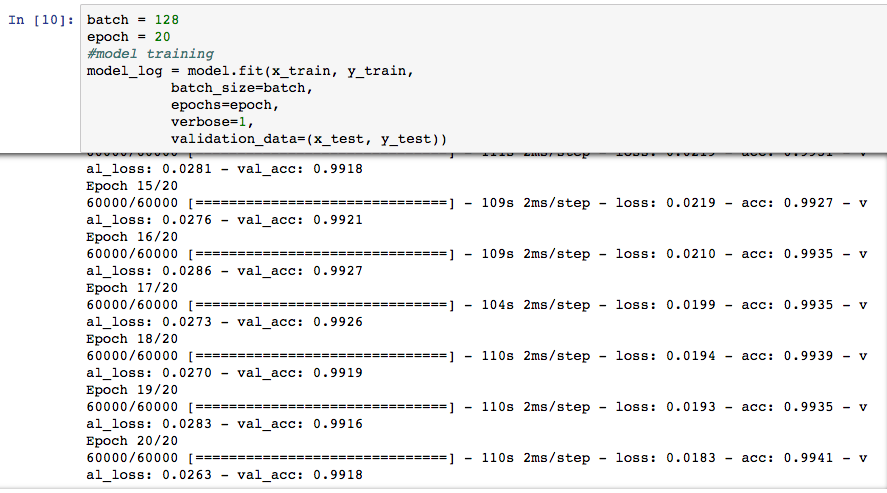 In [10]: batch = 128
epoch = 20
#model training
model_log = model.fit(x_train, y_train,
batch_size=batch,
epochs=epoch,
verbose=1,
validation_data=(x_test, y_test))
al_loss: 0.0281 - val_acc: 0.9918
Epoch 15/20
60000/60000 [==============================] - 109s 2ms/step - loss: 0.0219 - acc: 0.9927 - v
al_loss: 0.0276 - val_acc: 0.9921
Epoch 16/20
60000/60000 [==============================] - 109s 2ms/step - loss: 0.0210 - acc: 0.9935 - v
al_loss: 0.0286 - val_acc: 0.9927
Epoch 17/20
60000/60000 [==============================] - 104s 2ms/step - loss: 0.0199 - acc: 0.9935 - v
al_loss: 0.0273 - val_acc: 0.9926
Epoch 18/20
60000/60000 [==============================] - 110s 2ms/step - loss: 0.0194 - acc: 0.9939 - v
al_loss: 0.0270 - val_acc: 0.9919
Epoch 19/20
60000/60000 [==============================] - 110s 2ms/step - loss: 0.0193 - acc: 0.9935 - v
al_loss: 0.0283 - val_acc: 0.9916
Epoch 20/20
60000/60000 [==============================] - 110s 2ms/step - loss: 0.0183 - acc: 0.9941 - v
al_loss: 0.0263 - val_acc: 0.9918